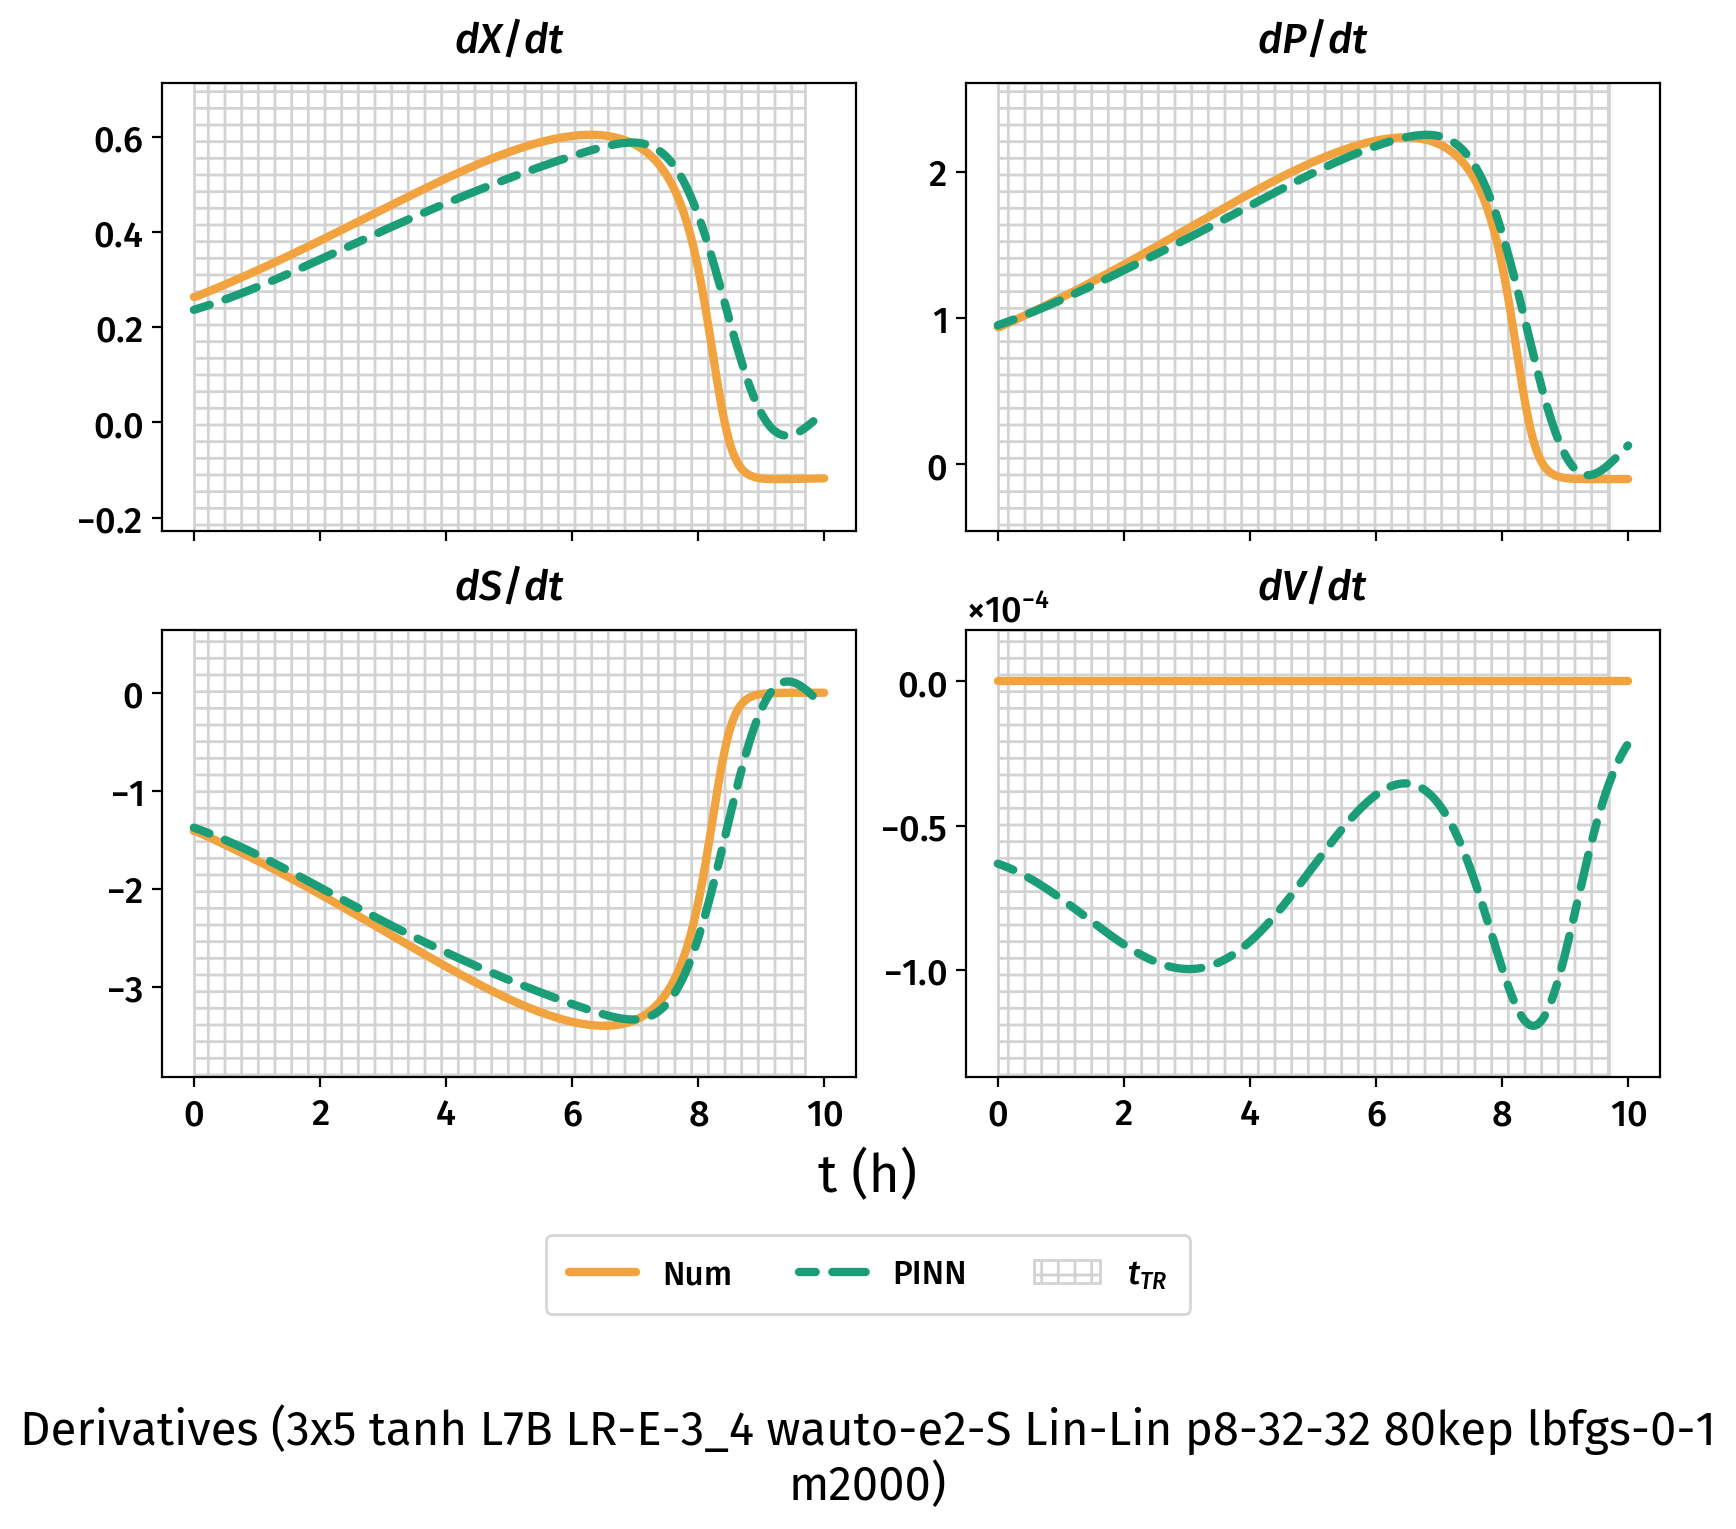 dX/dt
dP/dt
0.6
0.4
0.2
0.0
−0.2
2
1
0
dS/dt
dV/dt
×10⁻⁴
0
−1
−2
−3
0.0
−0.5
−1.0
0 2 4 6 8 10
0 2 4 6 8 10
t (h)
Num PINN t_TR
Derivatives (3x5 tanh L7B LR-E-3_4 wauto-e2-S Lin-Lin p8-32-32 80kep lbfgs-0-1
m2000)